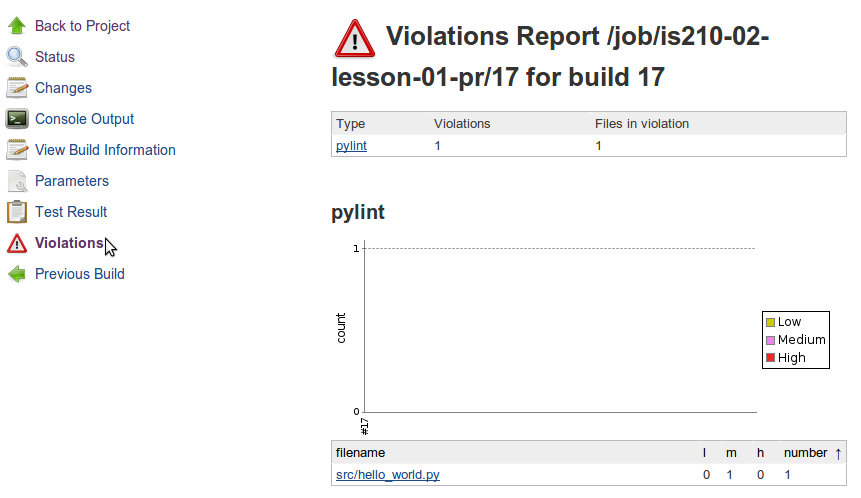 Back to Project
Status
Changes
Console Output
View Build Information
Parameters
Test Result
Violations
Previous Build
Violations Report /job/is210-02-
lesson-01-pr/17 for build 17
Type Violations Files in violation
pylint 1 1
pylint
1
count
0
#17
Low
Medium
High
filename l m h number ↑
src/hello_world.py 0 1 0 1